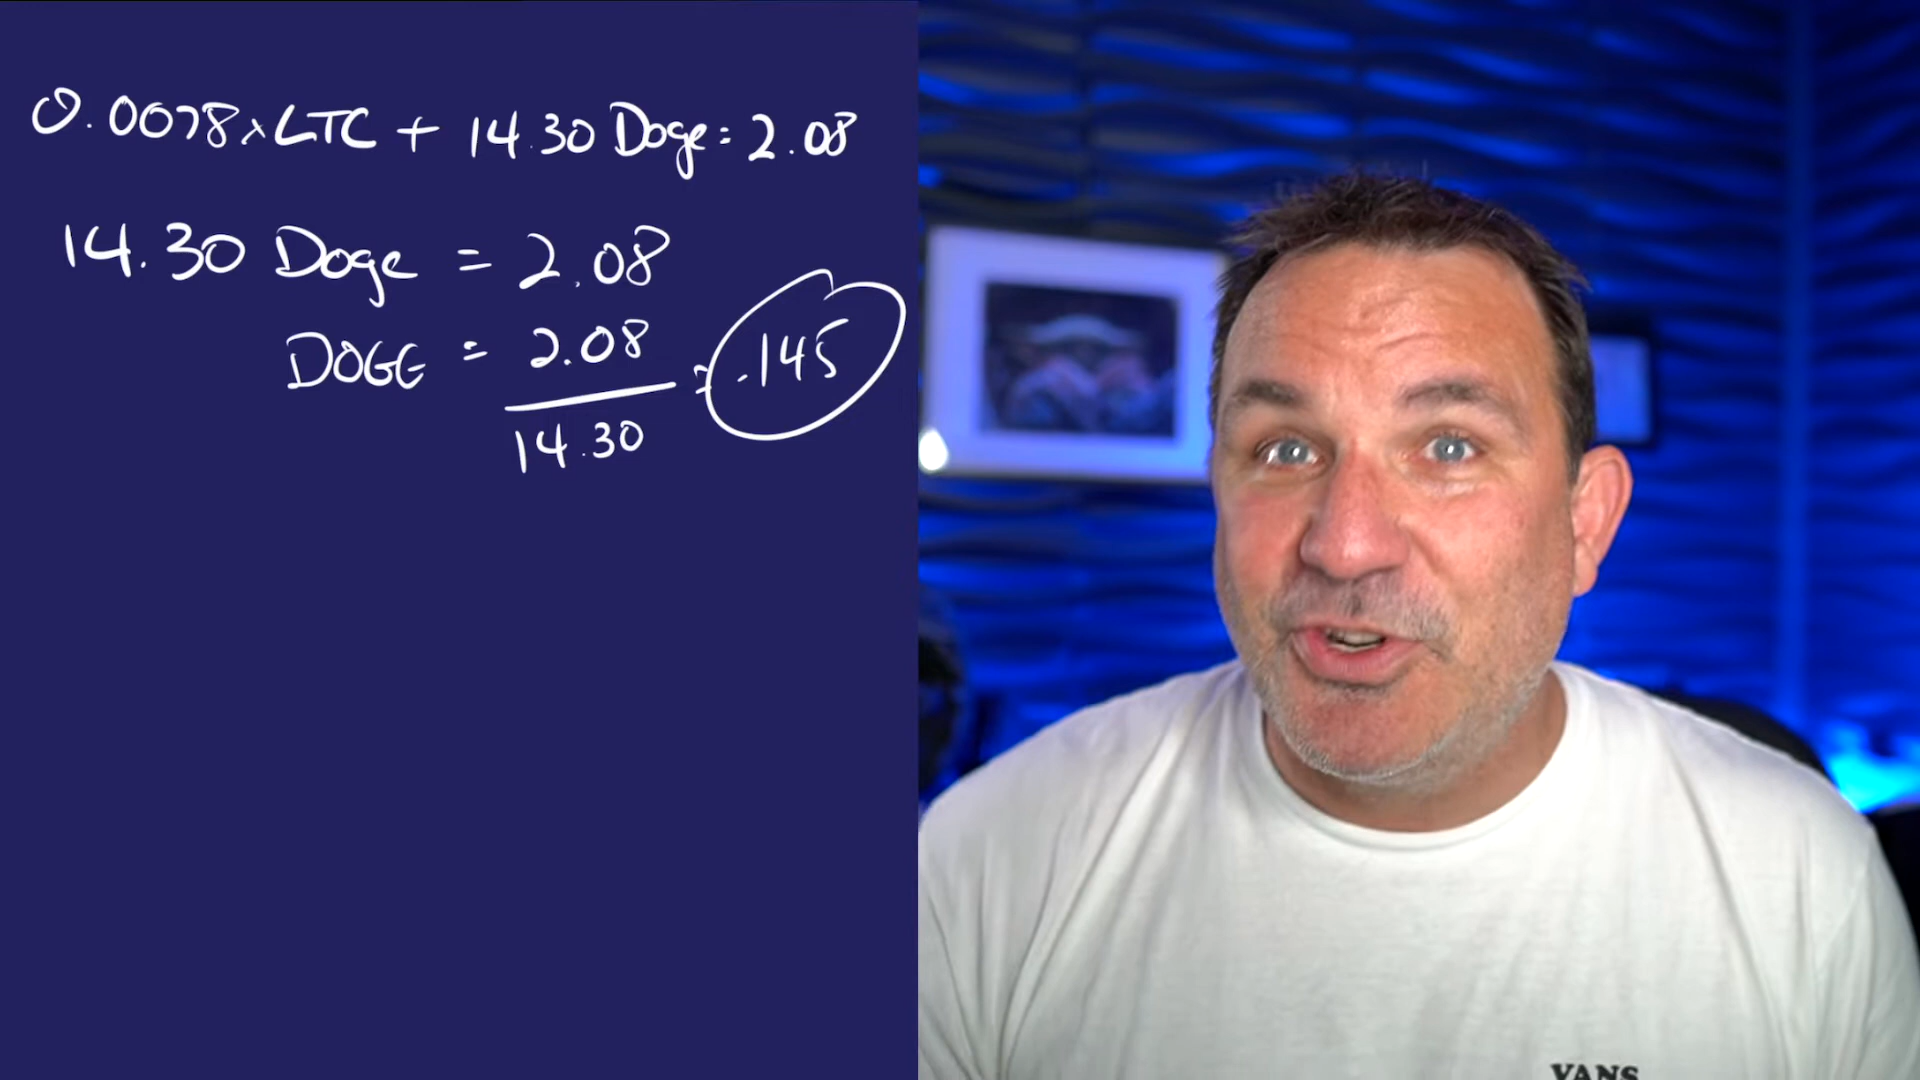 0.0078xLTC + 14.30 Doge = 2.08
14.30 Doge = 2.08
DOGE = 2.08 = .145
14.30
VANS